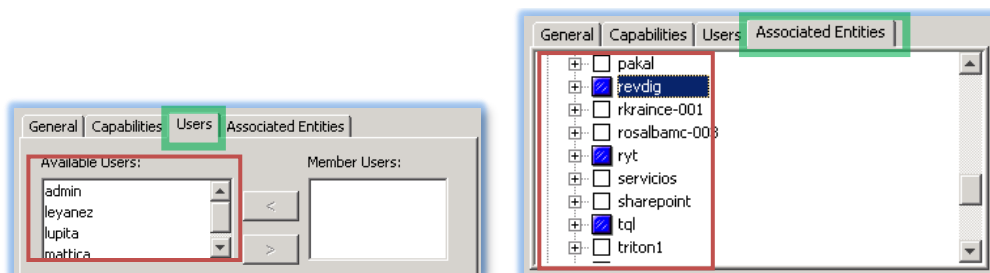 General Capabilities Users Associated Entities
Available Users:
Member Users:
admin
leyanez
lupita
mattica
<
>
General Capabilities Users Associated Entities
pakal
revdig
rkraince-001
rosalbamc-003
ryt
servicios
sharepoint
tql
triton1